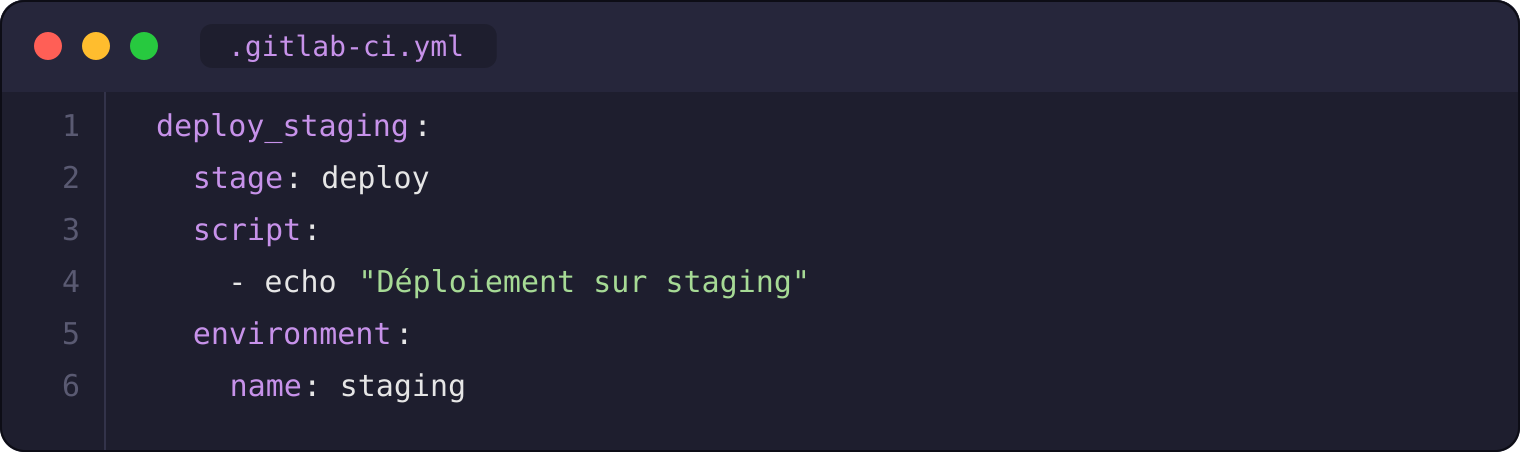 .gitlab-ci.yml
1 deploy_staging:
2   stage: deploy
3   script:
4     - echo "Déploiement sur staging"
5   environment:
6     name: staging